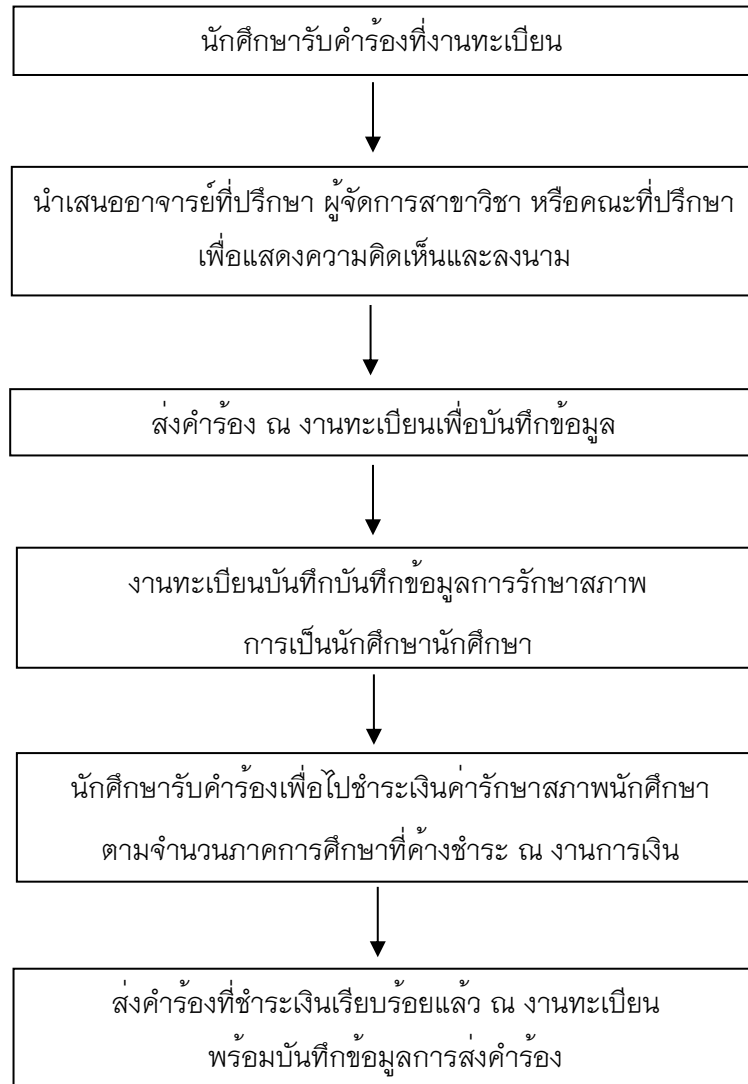 นักศึกษารับคำร้องที่งานทะเบียน
นำเสนออาจารย์ที่ปรึกษา ผู้จัดการสาขาวิชา หรือคณะที่ปรึกษา
เพื่อแสดงความคิดเห็นและลงนาม
ส่งคำร้อง ณ งานทะเบียนเพื่อบันทึกข้อมูล
งานทะเบียนบันทึกบันทึกข้อมูลการรักษาสภาพ
การเป็นนักศึกษานักศึกษา
นักศึกษารับคำร้องเพื่อไปชำระเงินค่ารักษาสภาพนักศึกษา
ตามจำนวนภาคการศึกษาที่ค้างชำระ ณ งานการเงิน
ส่งคำร้องที่ชำระเงินเรียบร้อยแล้ว ณ งานทะเบียน
พร้อมบันทึกข้อมูลการส่งคำร้อง